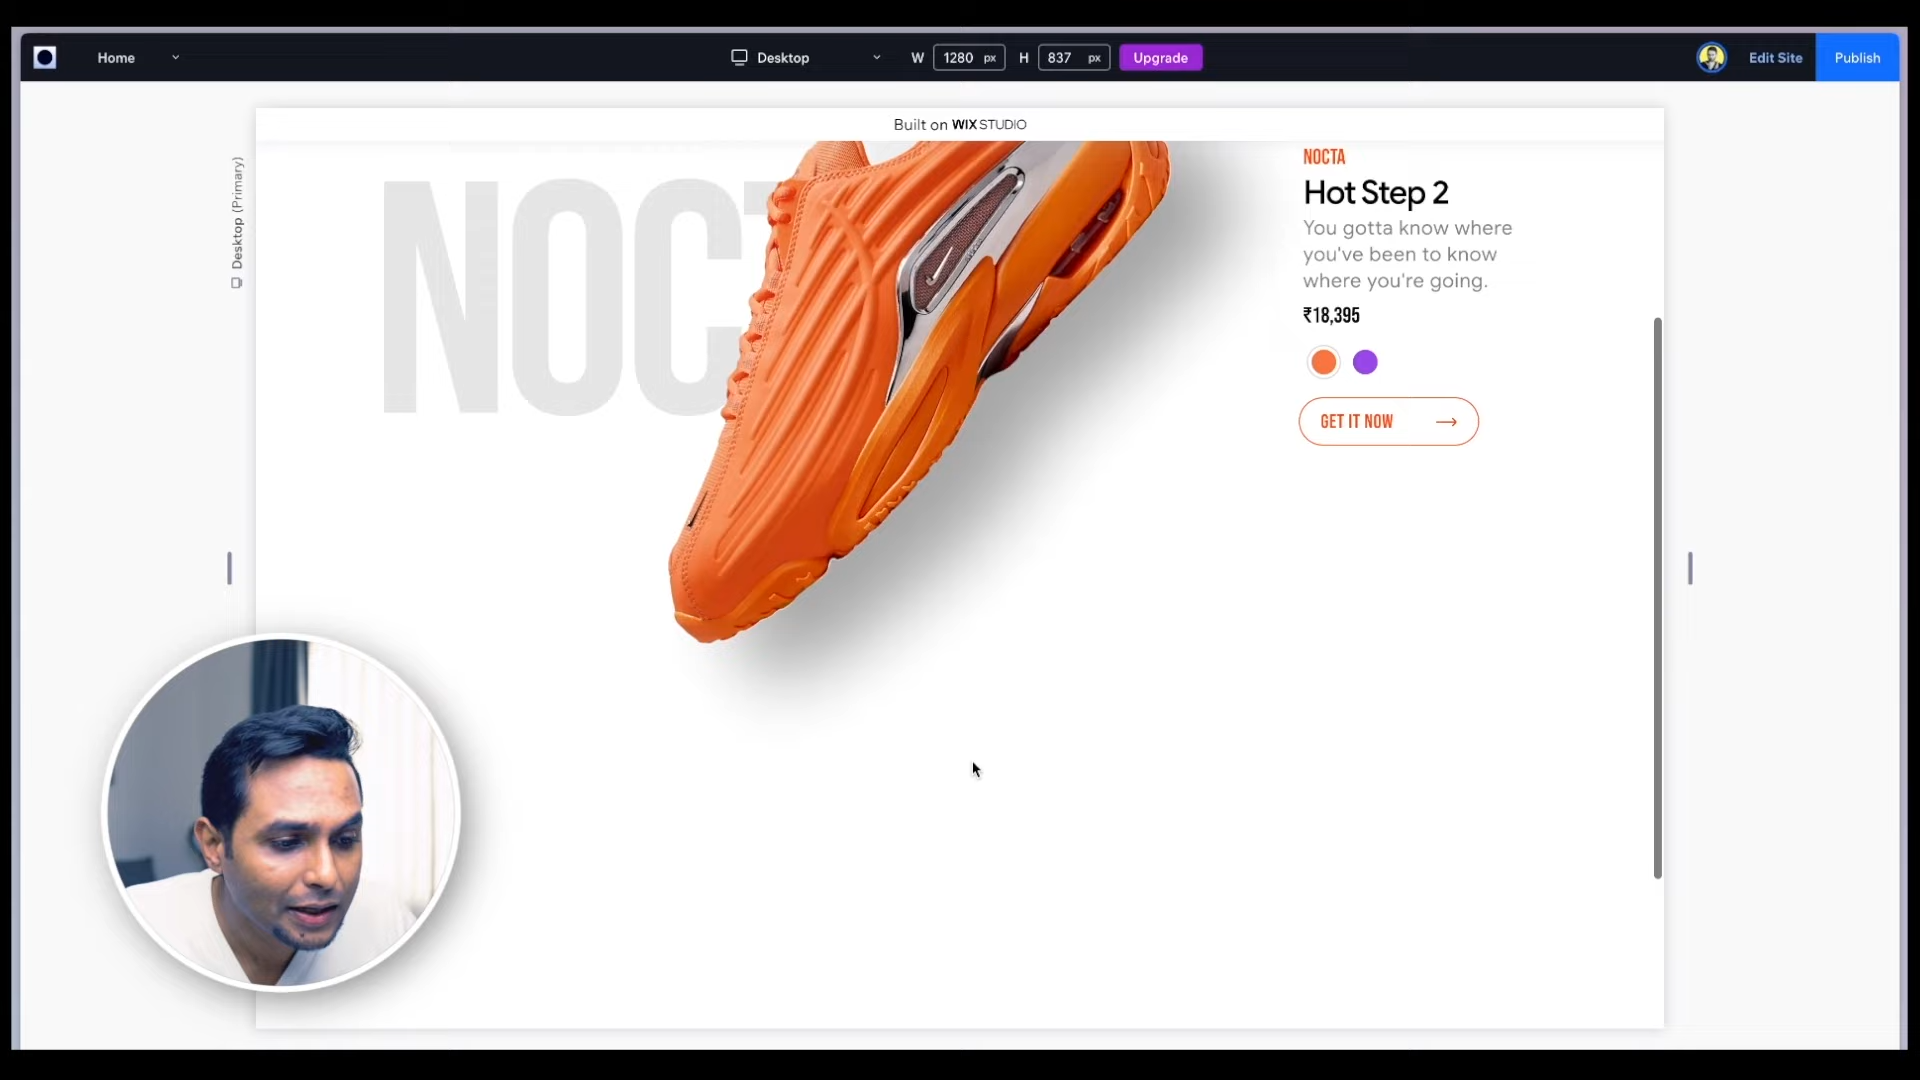 Home
Desktop
W 1280 px H 837 px
Upgrade
Edit Site
Publish
Built on WIX STUDIO
Desktop (Primary)
NOCT
NOCTA
Hot Step 2
You gotta know where
you've been to know
where you're going.
₹18,395
GET IT NOW